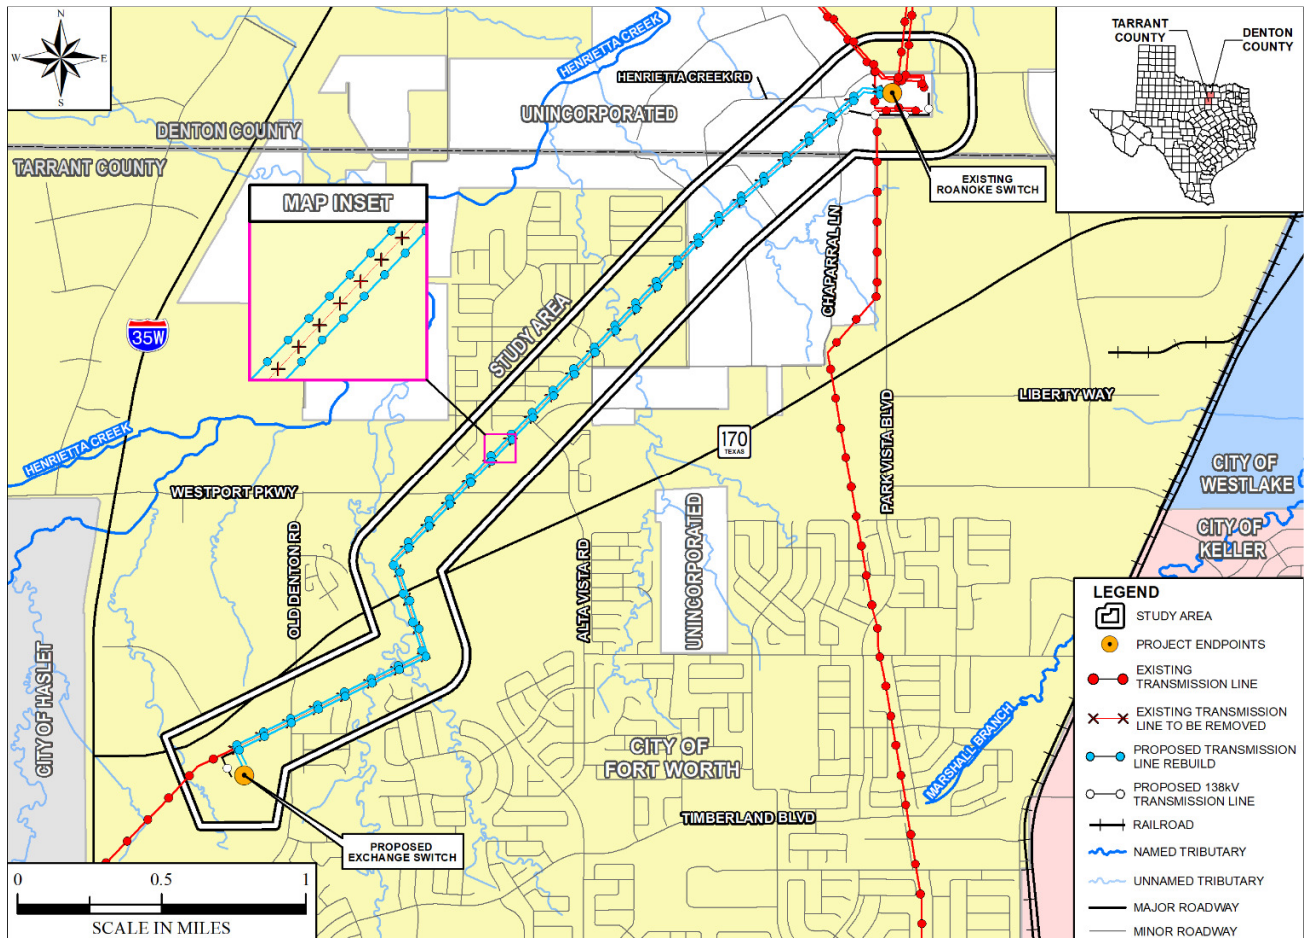 N
W
E
S
HENRIETTA CREEK
HENRIETTA CREEK RD
UNINCORPORATED
DENTON COUNTY
TARRANT COUNTY
TARRANT
COUNTY
DENTON
COUNTY
EXISTING
ROANOKE SWITCH
MAP INSET
CHAPARRAL LN
STUDY AREA
35W
LIBERTY WAY
PARK VISTA BLVD
170
TEXAS
HENRIETTA CREEK
WESTPORT PKWY
CITY OF
WESTLAKE
CITY OF
KELLER
OLD DENTON RD
ALTA VISTA RD
UNINCORPORATED
CITY OF HASLET
CITY OF
FORT WORTH
MARSHALL BRANCH
TIMBERLAND BLVD
PROPOSED
EXCHANGE SWITCH
LEGEND
STUDY AREA
PROJECT ENDPOINTS
EXISTING
TRANSMISSION LINE
EXISTING TRANSMISSION
LINE TO BE REMOVED
PROPOSED TRANSMISSION
LINE REBUILD
PROPOSED 138kV
TRANSMISSION LINE
RAILROAD
NAMED TRIBUTARY
UNNAMED TRIBUTARY
MAJOR ROADWAY
MINOR ROADWAY
0 0.5 1
SCALE IN MILES